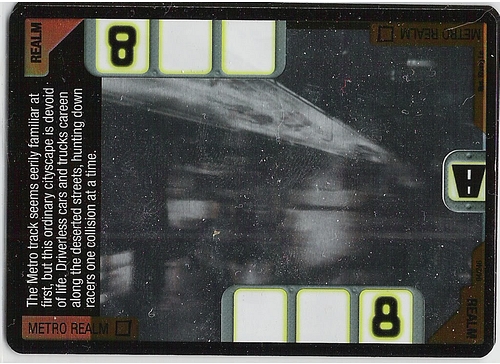 REALM
8
The Metro track seems eerily familiar at
first, but this ordinary cityscape is devoid
of life. Driverless cars and trucks careen
along the deserted streets, hunting down
racers one collision at a time.
METRO REALM
METRO REALM
8
REALM